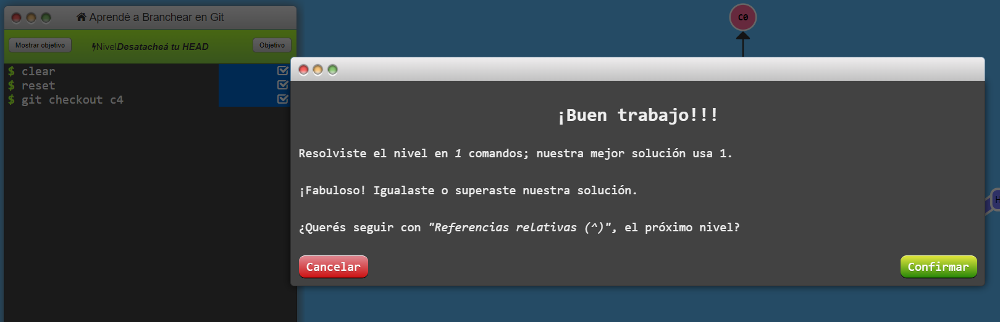 Aprendé a Branchear en Git
Mostrar objetivo
NivelDesatacheá tu HEAD
Objetivo
$ clear
$ reset
$ git checkout c4
C0
¡Buen trabajo!!!
Resolviste el nivel en 1 comandos; nuestra mejor solución usa 1.
¡Fabuloso! Igualaste o superaste nuestra solución.
¿Querés seguir con "Referencias relativas (^)", el próximo nivel?
Cancelar
Confirmar